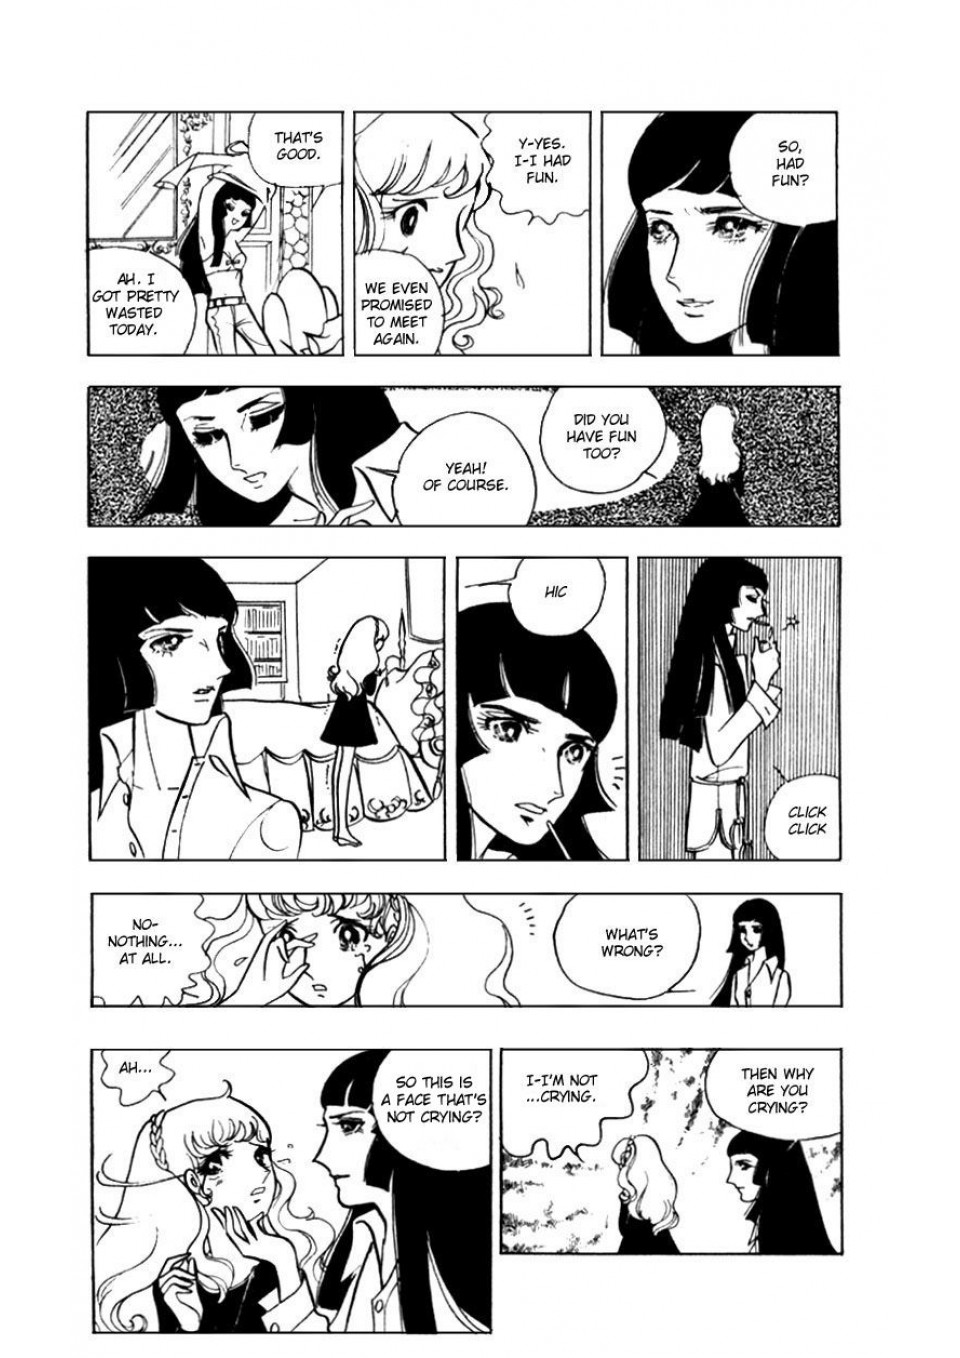 SO,
HAD
FUN?
Y-YES.
I-I HAD
FUN.
WE EVEN
PROMISED
TO MEET
AGAIN.
THAT'S
GOOD.
AH. I
GOT PRETTY
WASTED
TODAY.
DID YOU
HAVE FUN
TOO?
YEAH!
OF COURSE.
CLICK
CLICK
HIC
WHAT'S
WRONG?
NO-
NOTHING...
AT ALL.
THEN WHY
ARE YOU
CRYING?
I-I'M NOT
...CRYING.
SO THIS IS
A FACE THAT'S
NOT CRYING?
AH...